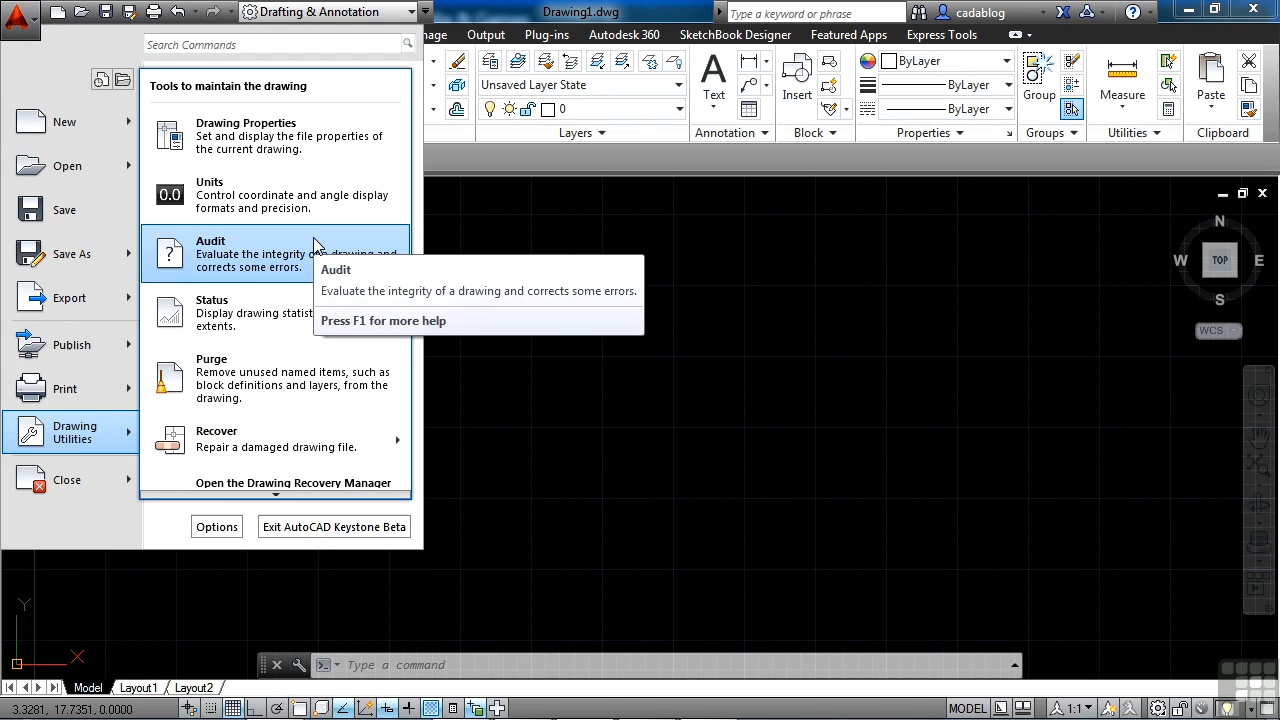 Drafting & Annotation
Drawing1.dwg
Type a keyword or phrase
cadablog
Search Commands
Output Plug-ins Autodesk 360 SketchBook Designer Featured Apps Express Tools
Unsaved Layer State
0
Layers
Text
Annotation
Insert
Block
ByLayer
ByLayer
ByLayer
Properties
Group
Groups
Measure
Utilities
Paste
Clipboard
New
Open
Save
Save As
Export
Publish
Print
Drawing
Utilities
Close
Tools to maintain the drawing
Drawing Properties
Set and display the file properties of
the current drawing.
0.0
Units
Control coordinate and angle display
formats and precision.
?
Audit
Evaluate the integrity
drawing and
corrects some errors.
Status
Display drawing statist
extents.
Purge
Remove unused named items, such as
block definitions and layers, from the
drawing.
Recover
Repair a damaged drawing file.
Open the Drawing Recovery Manager
Options
Exit AutoCAD Keystone Beta
Audit
Evaluate the integrity of a drawing and corrects some errors.
Press F1 for more help
N
W TOP E
S
WCS
Y
X
Type a command
Model Layout1 Layout2
3.3281, 17.7351, 0.0000
MODEL
1:1